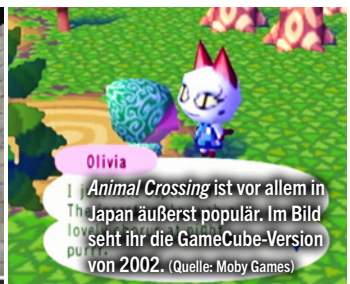 Olivia
I j
Animal Crossing ist vor allem in
Japan äußerst populär. Im Bild
seht ihr die GameCube-Version
von 2002. (Quelle: Moby Games)